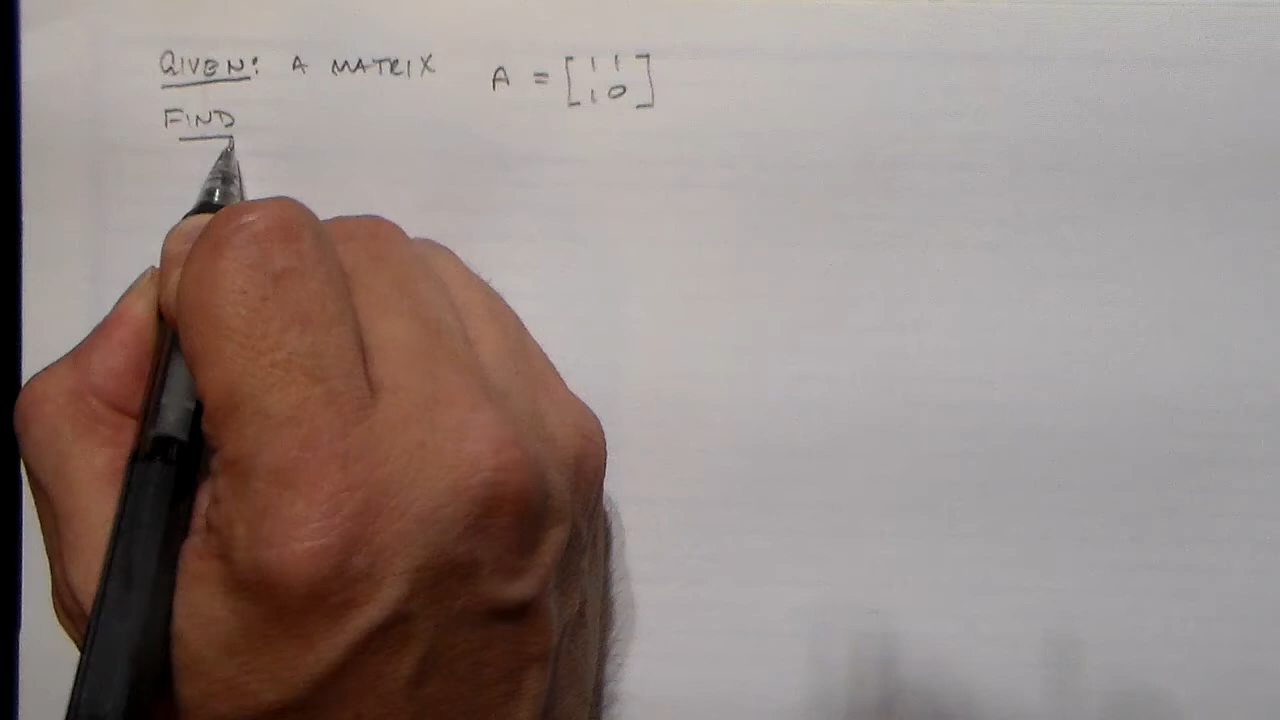 GIVEN: A MATRIX A = [1 1
1 0]
FIND